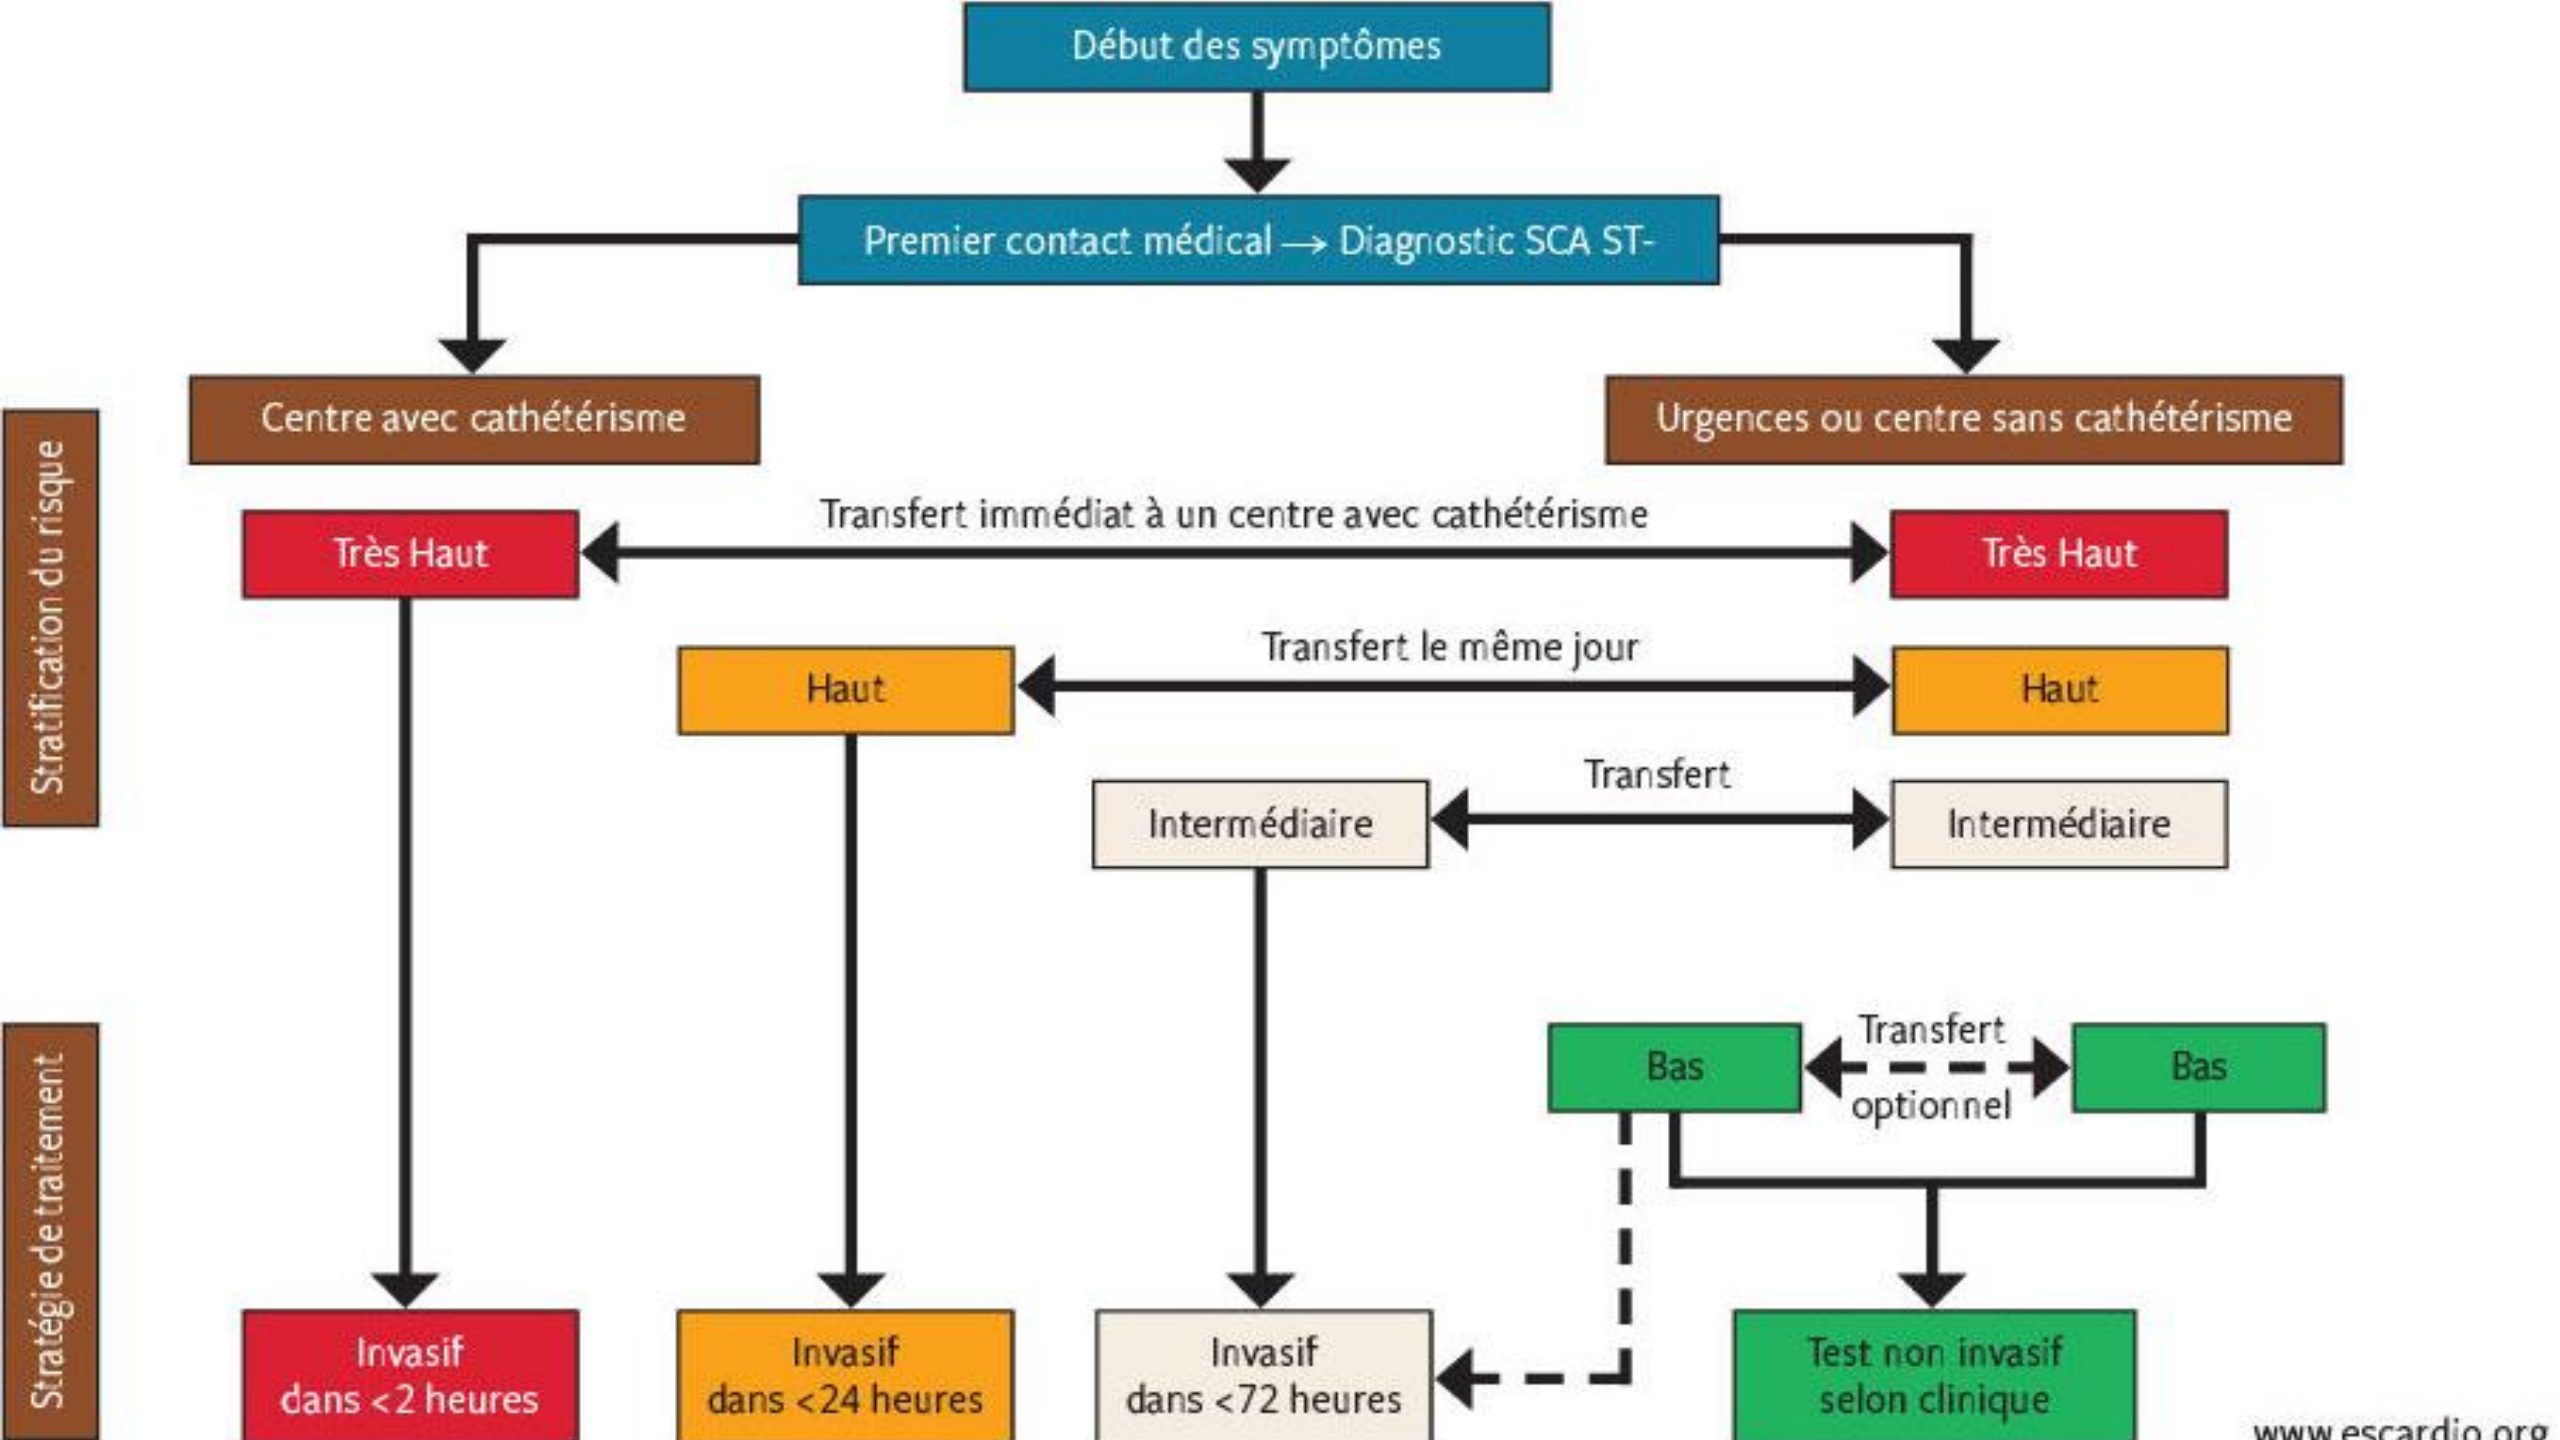 Début des symptômes
Premier contact médical → Diagnostic SCA ST-
Centre avec cathétérisme
Urgences ou centre sans cathétérisme
Stratification du risque
Transfert immédiat à un centre avec cathétérisme
Très Haut
Très Haut
Transfert le même jour
Haut
Haut
Transfert
Intermédiaire
Intermédiaire
Stratégie de traitement
Bas
Transfert
optionnel
Bas
Invasif
dans <2 heures
Invasif
dans <24 heures
Invasif
dans <72 heures
Test non invasif
selon clinique
www.escardio.org